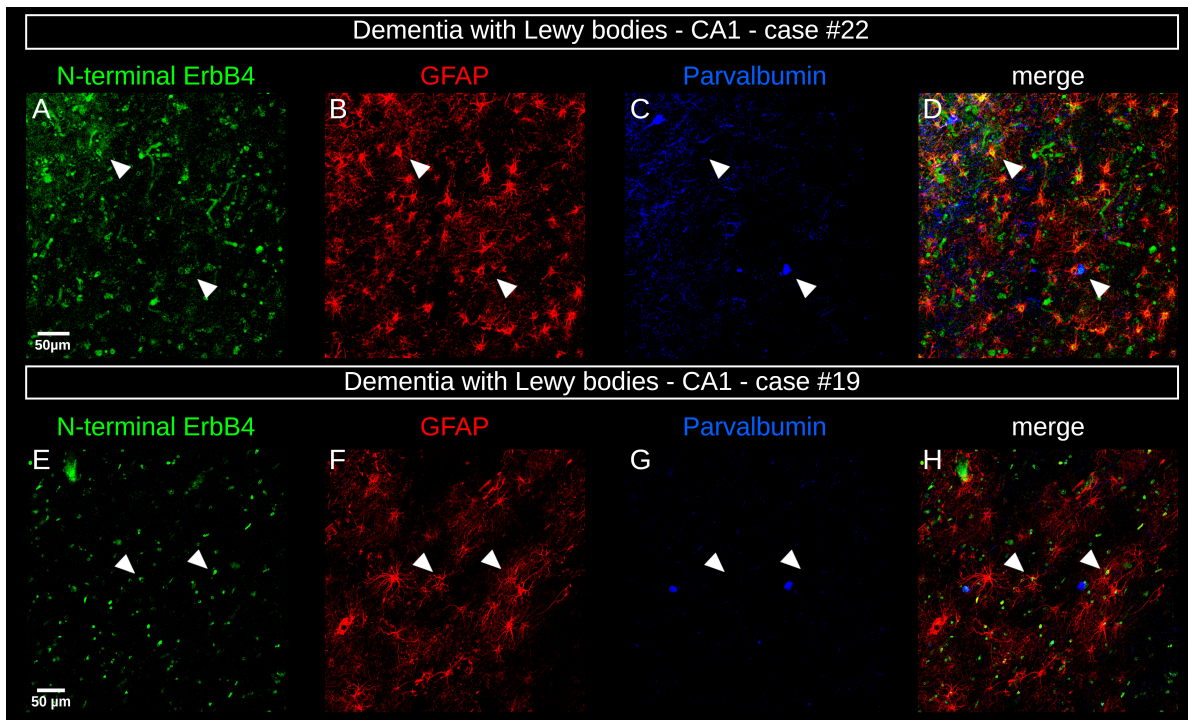 Dementia with Lewy bodies - CA1 - case #22
N-terminal ErbB4 GFAP Parvalbumin merge
A B C D
50µm
Dementia with Lewy bodies - CA1 - case #19
N-terminal ErbB4 GFAP Parvalbumin merge
E F G H
50 µm